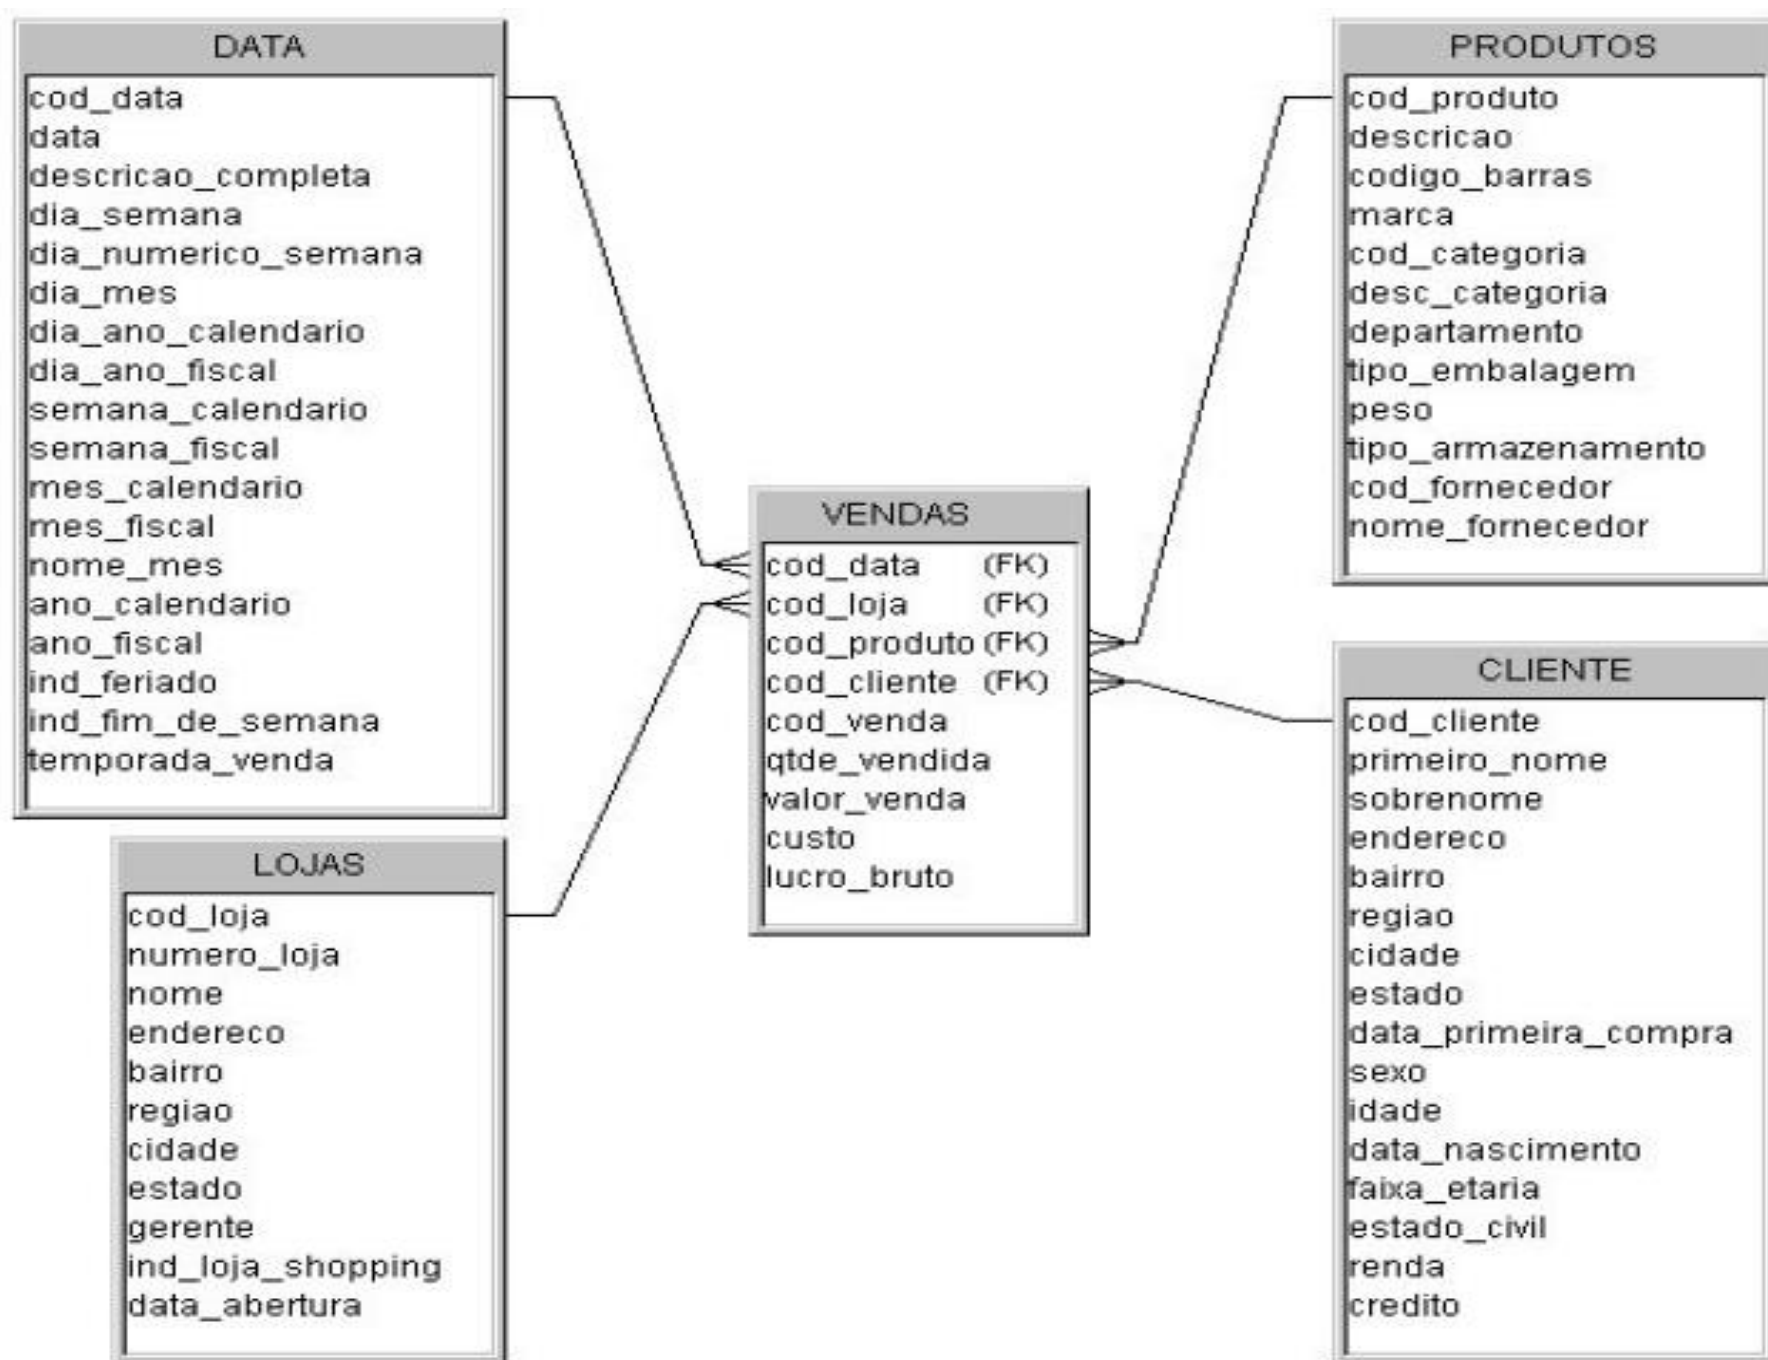 DATA
cod_data
data
descricao_completa
dia_semana
dia_numerico_semana
dia_mes
dia_ano_calendario
dia_ano_fiscal
semana_calendario
semana_fiscal
mes_calendario
mes_fiscal
nome_mes
ano_calendario
ano_fiscal
ind_feriado
ind_fim_de_semana
temporada_venda
LOJAS
cod_loja
numero_loja
nome
endereco
bairro
regiao
cidade
estado
gerente
ind_loja_shopping
data_abertura
VENDAS
cod_data (FK)
cod_loja (FK)
cod_produto (FK)
cod_cliente (FK)
cod_venda
qtde_vendida
valor_venda
custo
lucro_bruto
PRODUTOS
cod_produto
descricao
codigo_barras
marca
cod_categoria
desc_categoria
departamento
tipo_embalagem
peso
tipo_armazenamento
cod_fornecedor
nome_fornecedor
CLIENTE
cod_cliente
primeiro_nome
sobrenome
endereco
bairro
regiao
cidade
estado
data_primeira_compra
sexo
idade
data_nascimento
faixa_etaria
estado_civil
renda
credito